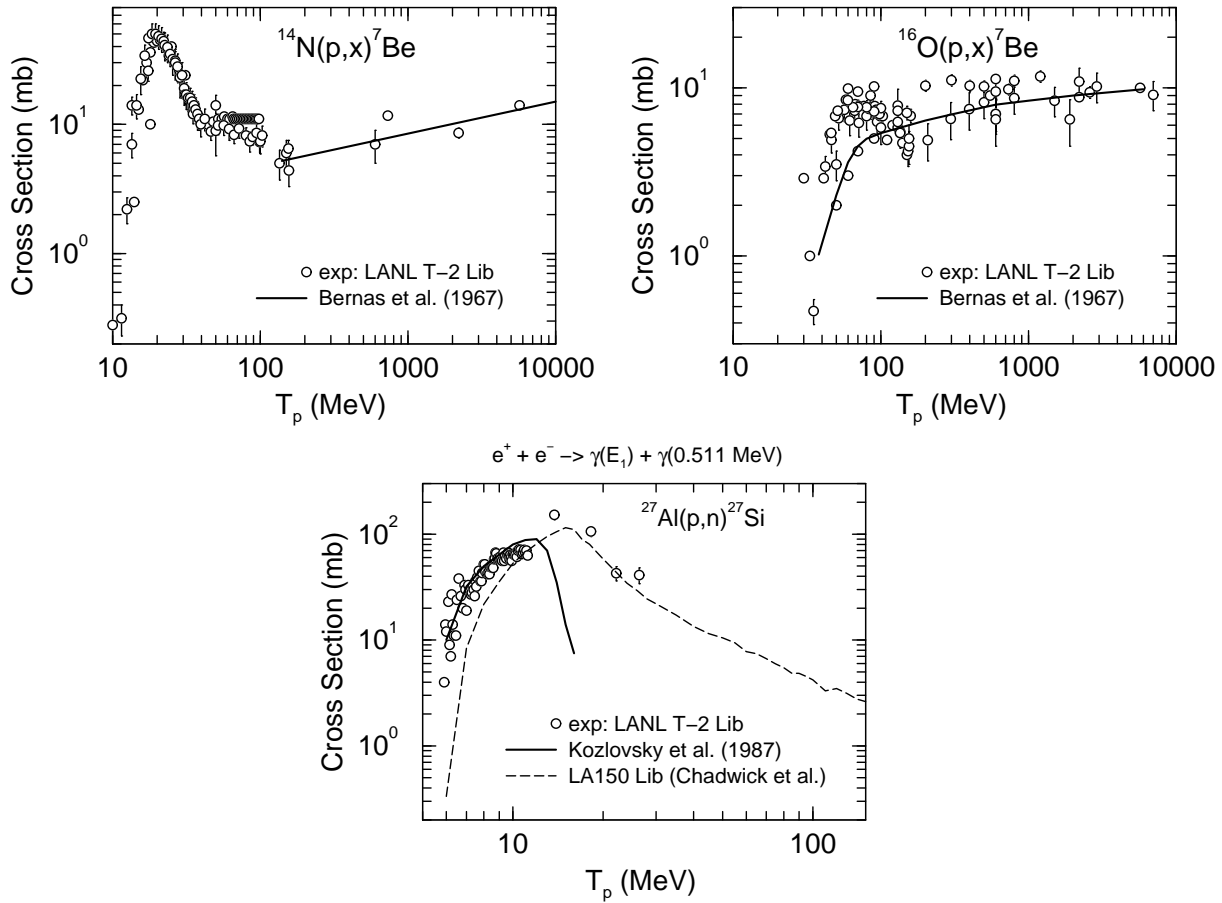 ¹⁴N(p,x)⁷Be
Cross Section (mb)
10¹
10⁰
exp: LANL T−2 Lib
Bernas et al. (1967)
10 100 1000 10000
Tₚ (MeV)
¹⁶O(p,x)⁷Be
Cross Section (mb)
10¹
10⁰
exp: LANL T−2 Lib
Bernas et al. (1967)
10 100 1000 10000
Tₚ (MeV)
e⁺ + e⁻ −> γ(E₁) + γ(0.511 MeV)
²⁷Al(p,n)²⁷Si
Cross Section (mb)
10²
10¹
10⁰
exp: LANL T−2 Lib
Kozlovsky et al. (1987)
LA150 Lib (Chadwick et al.)
10 100
Tₚ (MeV)